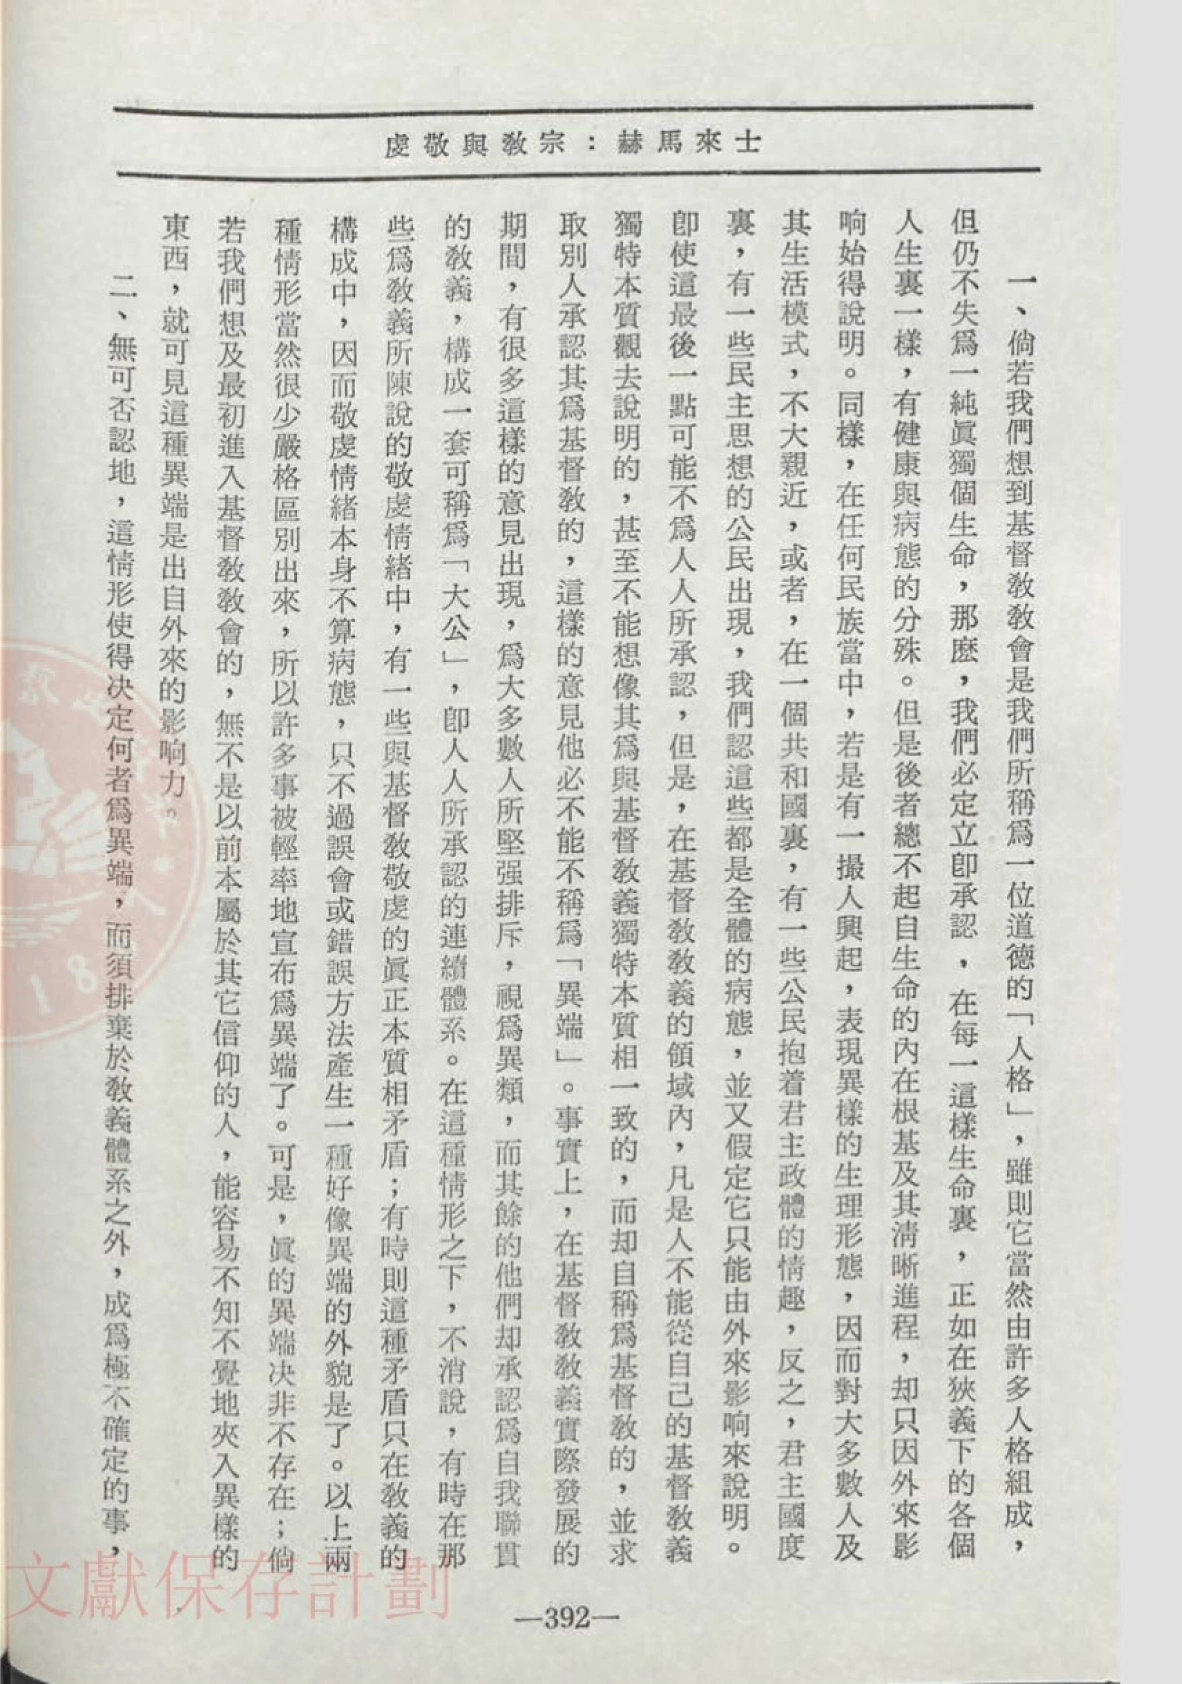 士來馬赫：宗教與敬虔
一、倘若我們想到基督教教會是我們所稱爲一位道德的「人格」，雖則它當然由許多人格組成，
但仍不失爲一純眞獨個生命，那麽，我們必定立卽承認，在每一這樣生命裏，正如在狹義下的各個
人生裏一樣，有健康與病態的分殊。但是後者總不起自生命的內在根基及其淸晰進程，却只因外來影
响始得說明。同樣，在任何民族當中，若是有一撮人興起，表現異樣的生理形態，因而對大多數人及
其生活模式，不大親近，或者，在一個共和國裏，有一些公民抱着君主政體的情趣，反之，君主國度
裏，有一些民主思想的公民出現，我們認這些都是全體的病態，並又假定它只能由外來影响來說明。
卽使這最後一點可能不爲人人所承認，但是，在基督教教義的領域內，凡是人不能從自己的基督教義
獨特本質觀去說明的，甚至不能想像其爲與基督教義獨特本質相一致的，而却自稱爲基督教的，並求
取別人承認其爲基督教的，這樣的意見他必不能不稱爲「異端」。事實上，在基督教教義實際發展的
期間，有很多這樣的意見出現，爲大多數人所堅强排斥，視爲異類，而其餘的他們却承認爲自我聯貫
的教義，構成一套可稱爲「大公」，卽人人所承認的連續體系。在這種情形之下，不消說，有時在那
些爲教義所陳說的敬虔情緒中，有一些與基督教敬虔的眞正本質相矛盾；有時則這種矛盾只在教義的
構成中，因而敬虔情緒本身不算病態，只不過誤會或錯誤方法產生一種好像異端的外貌是了。以上兩
種情形當然很少嚴格區別出來，所以許多事被輕率地宣布爲異端了。可是，眞的異端决非不存在；倘
若我們想及最初進入基督教教會的，無不是以前本屬於其它信仰的人，能容易不知不覺地夾入異樣的
東西，就可見這種異端是出自外來的影响力。
二、無可否認地，這情形使得决定何者爲異端，而須排棄於教義體系之外，成爲極不確定的事，
—392—
文獻保存計劃